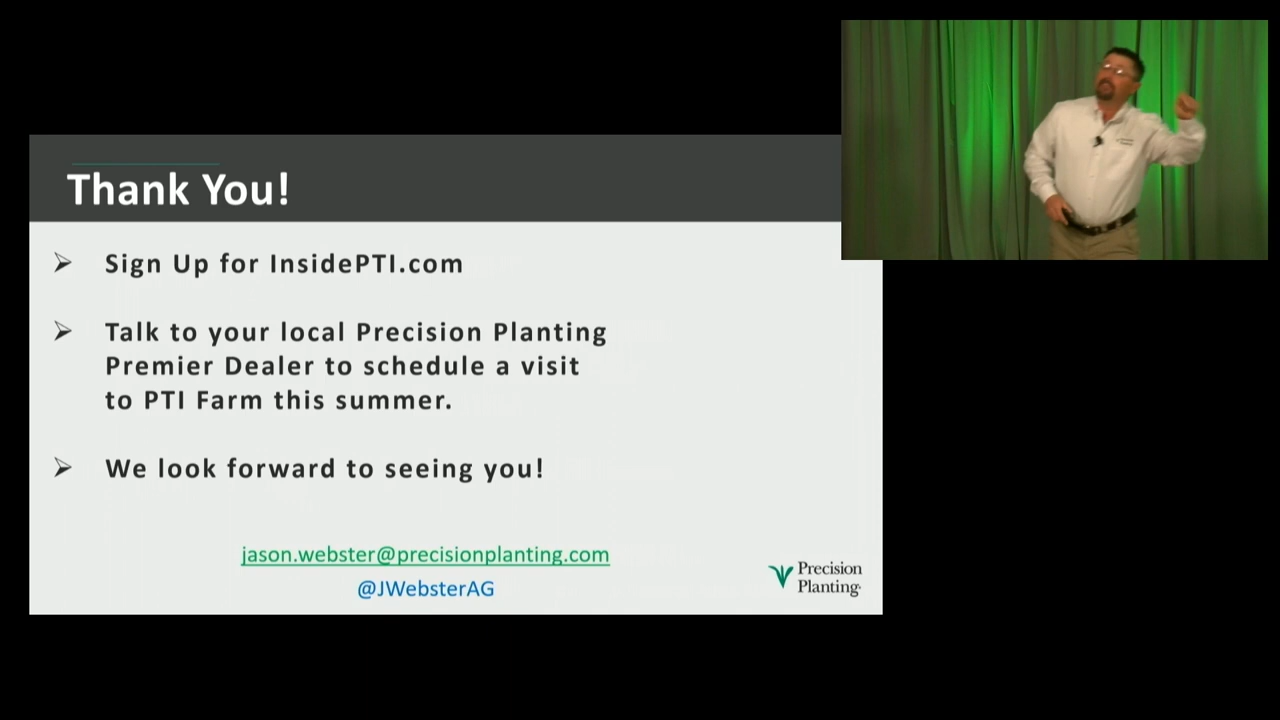 Thank You!
Sign Up for InsidePTI.com
Talk to your local Precision Planting
Premier Dealer to schedule a visit
to PTI Farm this summer.
We look forward to seeing you!
jason.webster@precisionplanting.com
@JWebsterAG
Precision
Planting